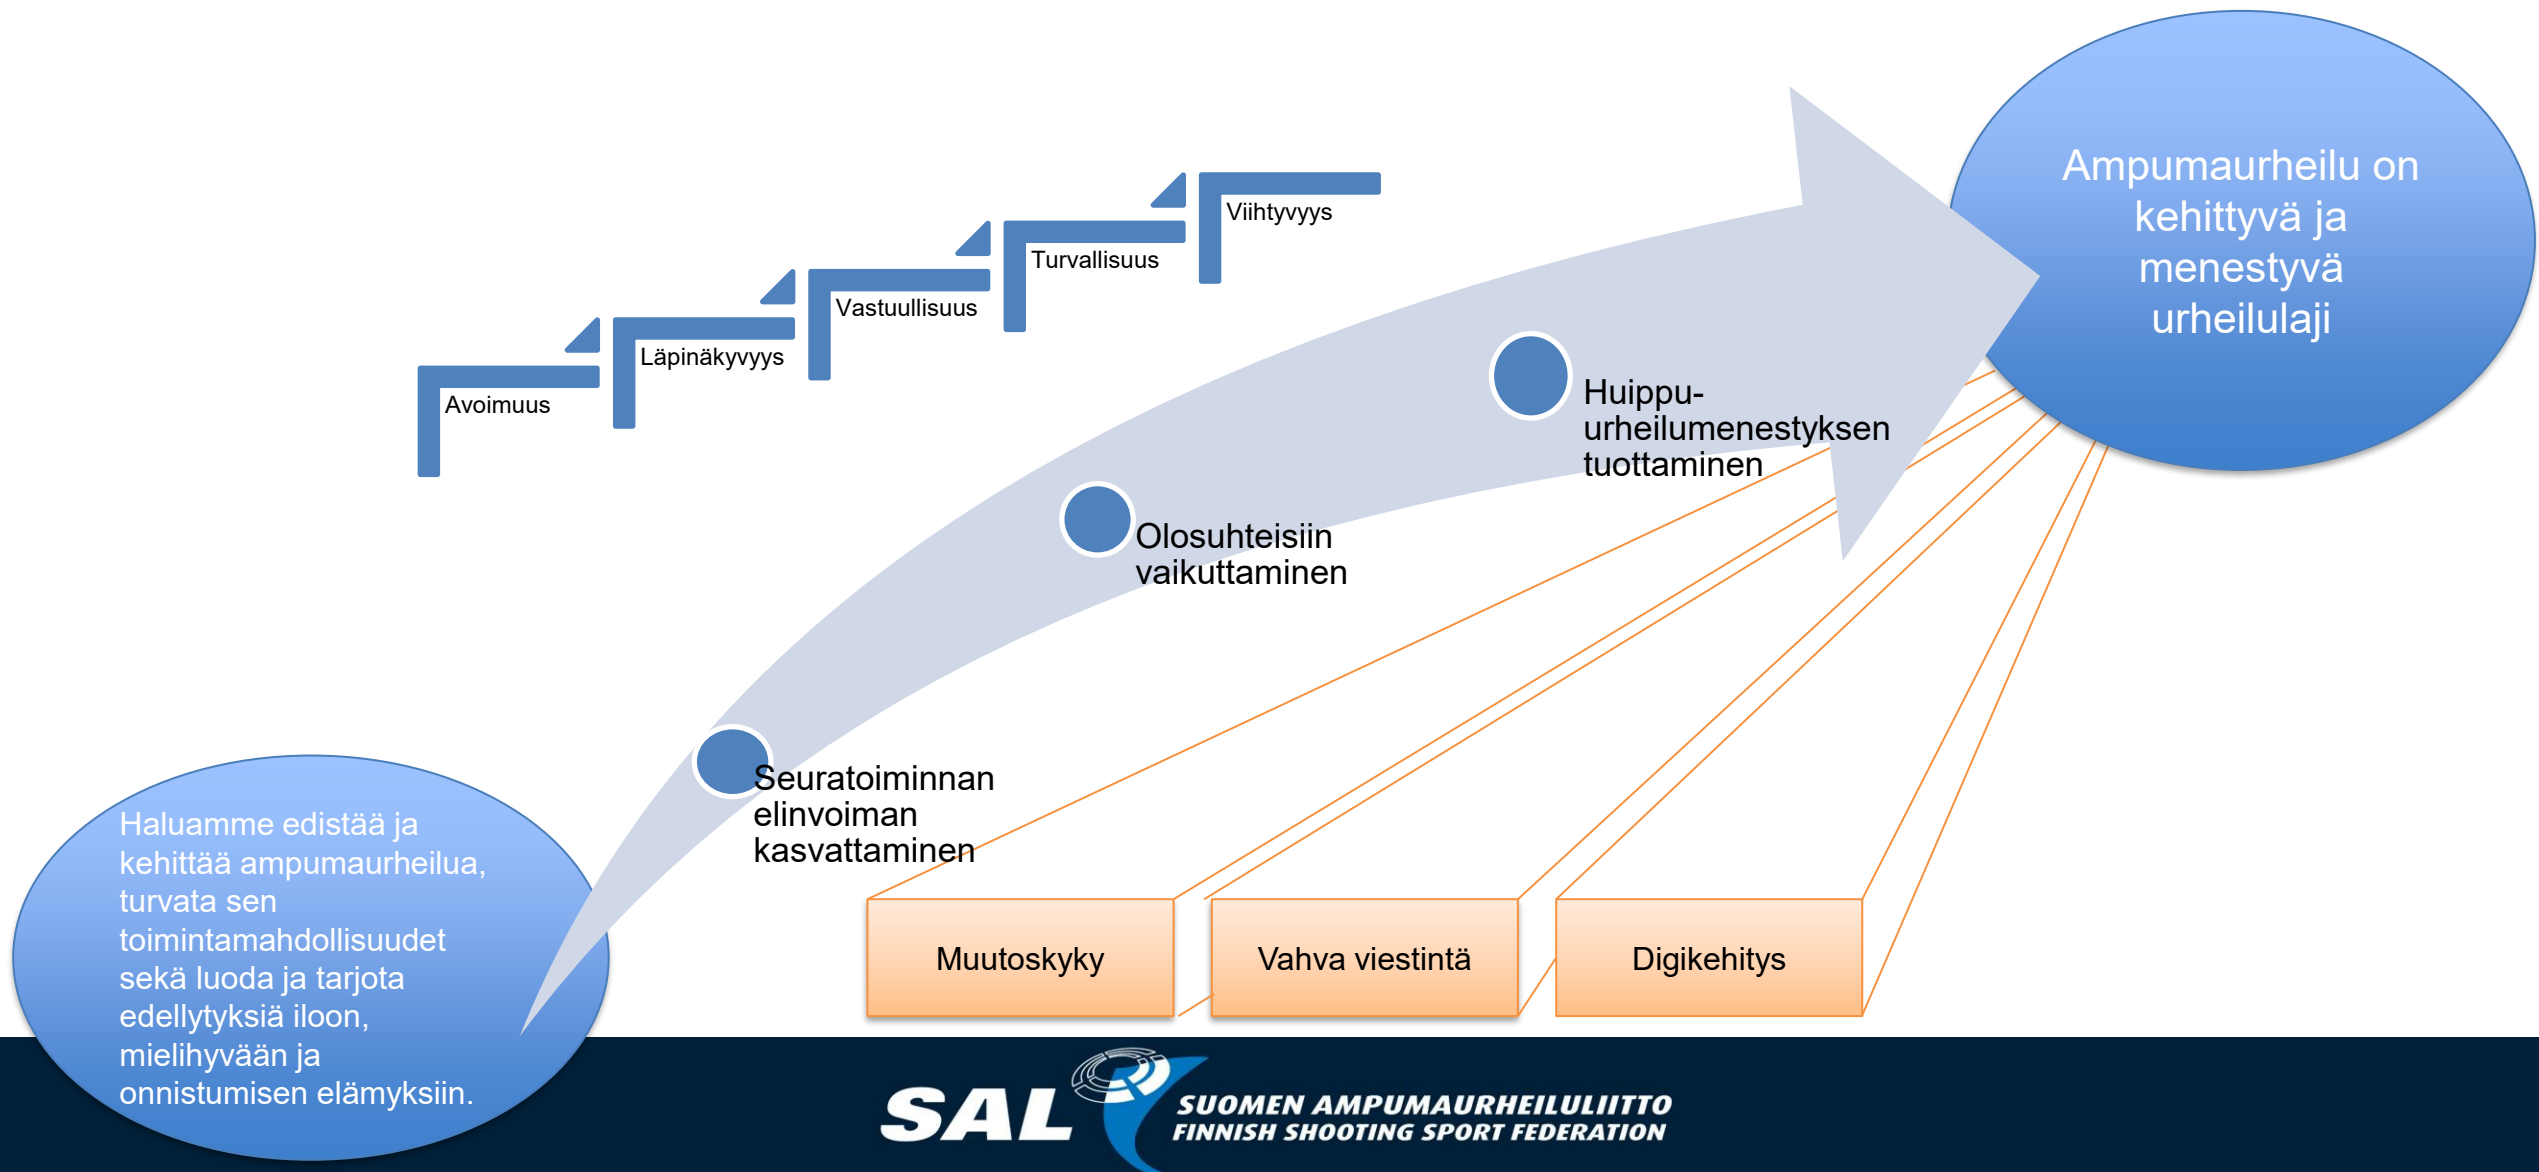 Ampumaurheilu on
kehittyvä ja
menestyvä
urheilulaji
Viihtyvyys
Turvallisuus
Vastuullisuus
Läpinäkyvyys
Avoimuus
Huippu-
urheilumenestyksen
tuottaminen
Olosuhteisiin
vaikuttaminen
Seuratoiminnan
elinvoiman
kasvattaminen
Haluamme edistää ja
kehittää ampumaurheilua,
turvata sen
toimintamahdollisuudet
sekä luoda ja tarjota
edellytyksiä iloon,
mielihyvään ja
onnistumisen elämyksiin.
Muutoskyky
Vahva viestintä
Digikehitys
SAL
SUOMEN AMPUMAURHEILULIITTO
FINNISH SHOOTING SPORT FEDERATION